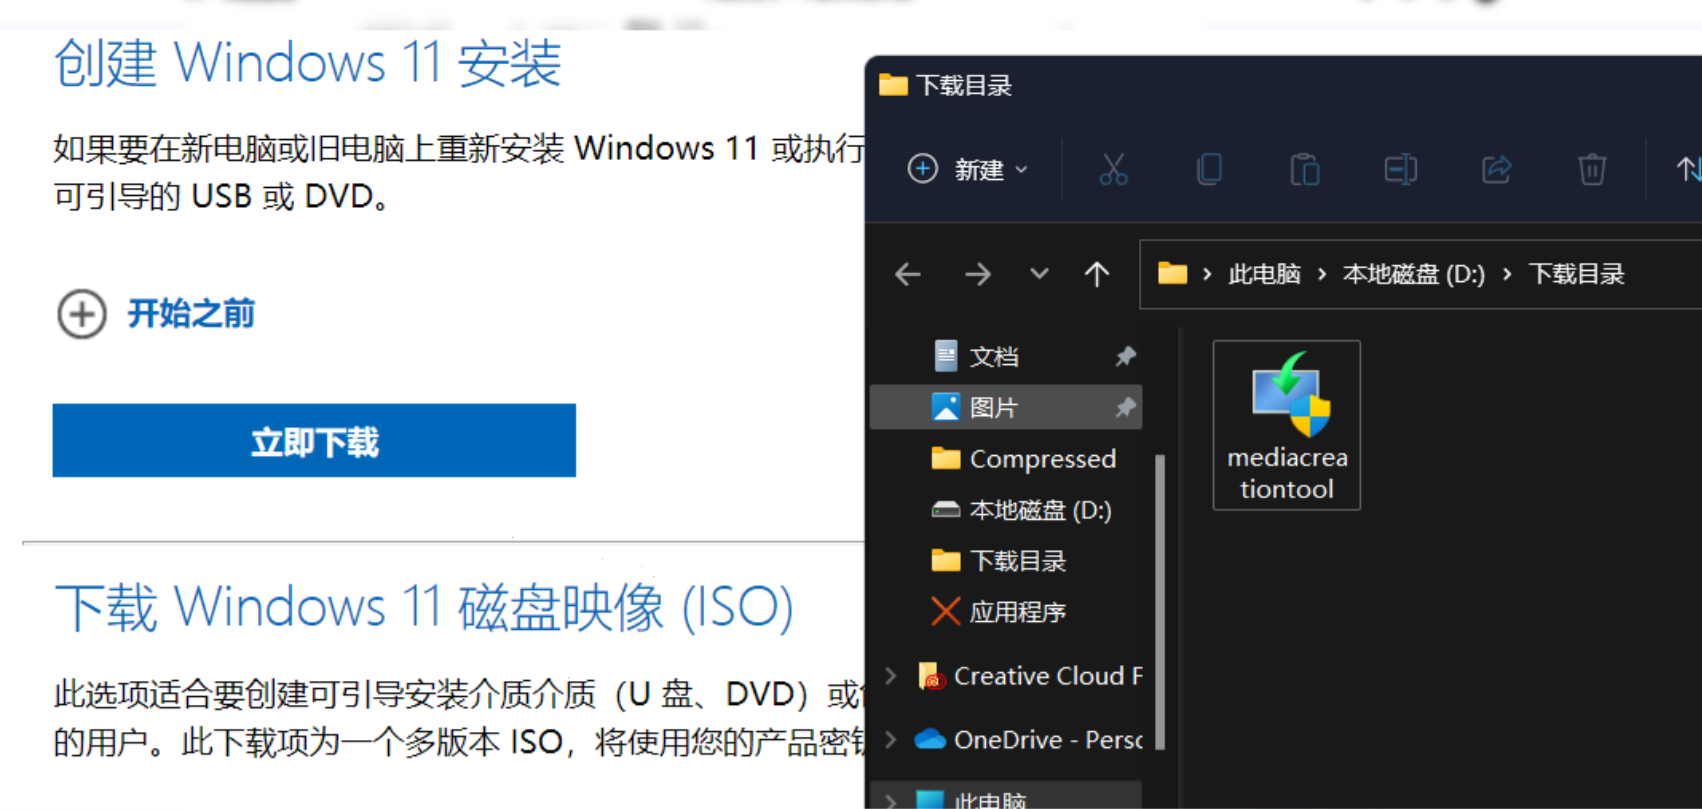 创建 Windows 11 安装
如果要在新电脑或旧电脑上重新安装 Windows 11 或执行
可引导的 USB 或 DVD。
开始之前
立即下载
下载 Windows 11 磁盘映像 (ISO)
此选项适合要创建可引导安装介质介质（U 盘、DVD）或
的用户。此下载项为一个多版本 ISO，将使用您的产品密
下载目录
新建
此电脑 › 本地磁盘 (D:) › 下载目录
文档
图片
Compressed
本地磁盘 (D:)
下载目录
应用程序
Creative Cloud F
OneDrive - Persc
此电脑
mediacrea
tiontool